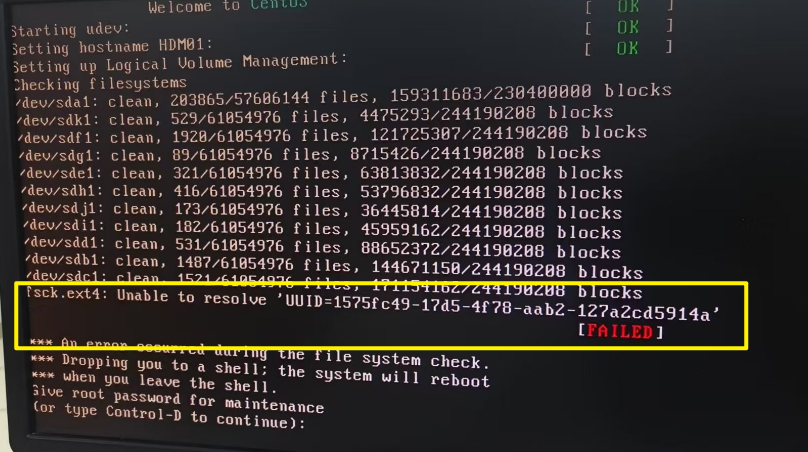 Welcome to CentOS
Starting udev: [ OK ]
Setting hostname HDM01: [ OK ]
Setting up Logical Volume Management: [ OK ]
Checking filesystems
/dev/sda1: clean, 203865/57606144 files, 159311683/230400000 blocks
/dev/sdk1: clean, 529/61054976 files, 4475293/244190208 blocks
/dev/sdf1: clean, 1920/61054976 files, 121725307/244190208 blocks
/dev/sdg1: clean, 89/61054976 files, 8715426/244190208 blocks
/dev/sde1: clean, 321/61054976 files, 63813832/244190208 blocks
/dev/sdh1: clean, 416/61054976 files, 53796832/244190208 blocks
/dev/sdj1: clean, 173/61054976 files, 36445814/244190208 blocks
/dev/sdi1: clean, 182/61054976 files, 45959162/244190208 blocks
/dev/sdd1: clean, 531/61054976 files, 88652372/244190208 blocks
/dev/sdb1: clean, 1487/61054976 files, 144671150/244190208 blocks
/dev/sdc1: clean, 1521/61054976 files, 171154162/244190208 blocks
fsck.ext4: Unable to resolve 'UUID=1575fc49-17d5-4f78-aab2-127a2cd5914a'
[FAILED]
*** An error occurred during the file system check.
*** Dropping you to a shell; the system will reboot
*** when you leave the shell.
Give root password for maintenance
(or type Control-D to continue):